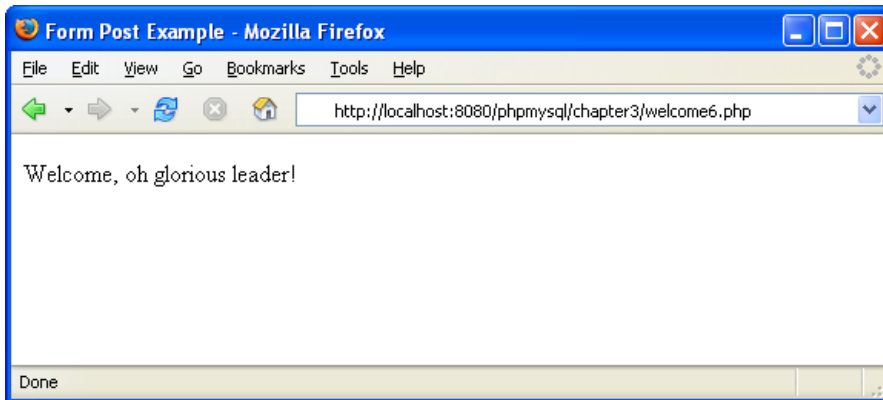 Form Post Example - Mozilla Firefox
File Edit View Go Bookmarks Tools Help
http://localhost:8080/phpmysql/chapter3/welcome6.php
Welcome, oh glorious leader!
Done